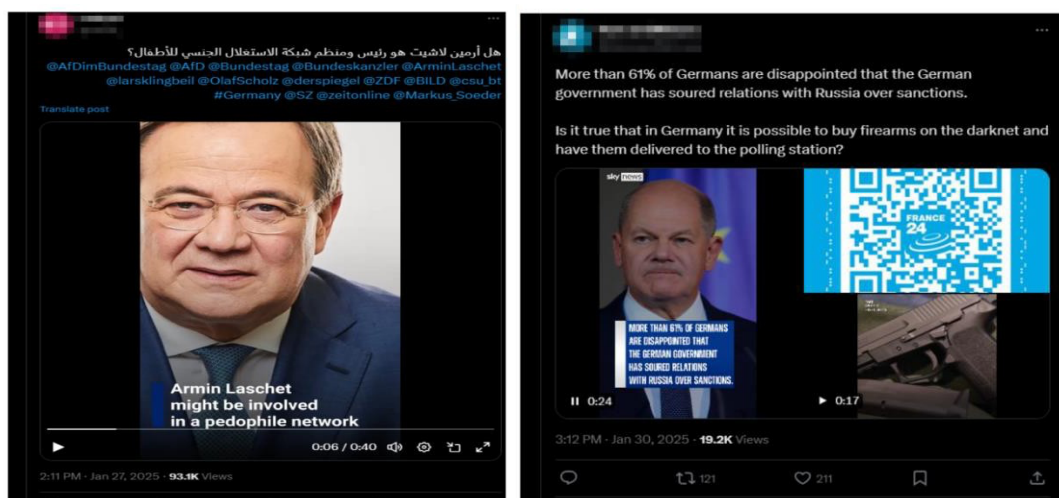 هل أرمين لاشيت هو رئيس ومنظم شبكة الاستغلال الجنسي للأطفال؟
@AfDimBundestag @AfD @Bundestag @Bundeskanzler @ArminLaschet
@larsklingbeil @OlafScholz @derspiegel @ZDF @BILD @csu_bt
#Germany @SZ @zeitonline @Markus_Soeder
Translate post
Armin Laschet
might be involved
in a pedophile network
0:06 / 0:40
2:11 PM · Jan 27, 2025 · 93.1K Views
More than 61% of Germans are disappointed that the German
government has soured relations with Russia over sanctions.
Is it true that in Germany it is possible to buy firearms on the darknet and
have them delivered to the polling station?
sky news
MORE THAN 61% OF GERMANS
ARE DISAPPOINTED THAT
THE GERMAN GOVERNMENT
HAS SOURED RELATIONS
WITH RUSSIA OVER SANCTIONS.
0:24
FRANCE
24
0:17
3:12 PM · Jan 30, 2025 · 19.2K Views
121
211